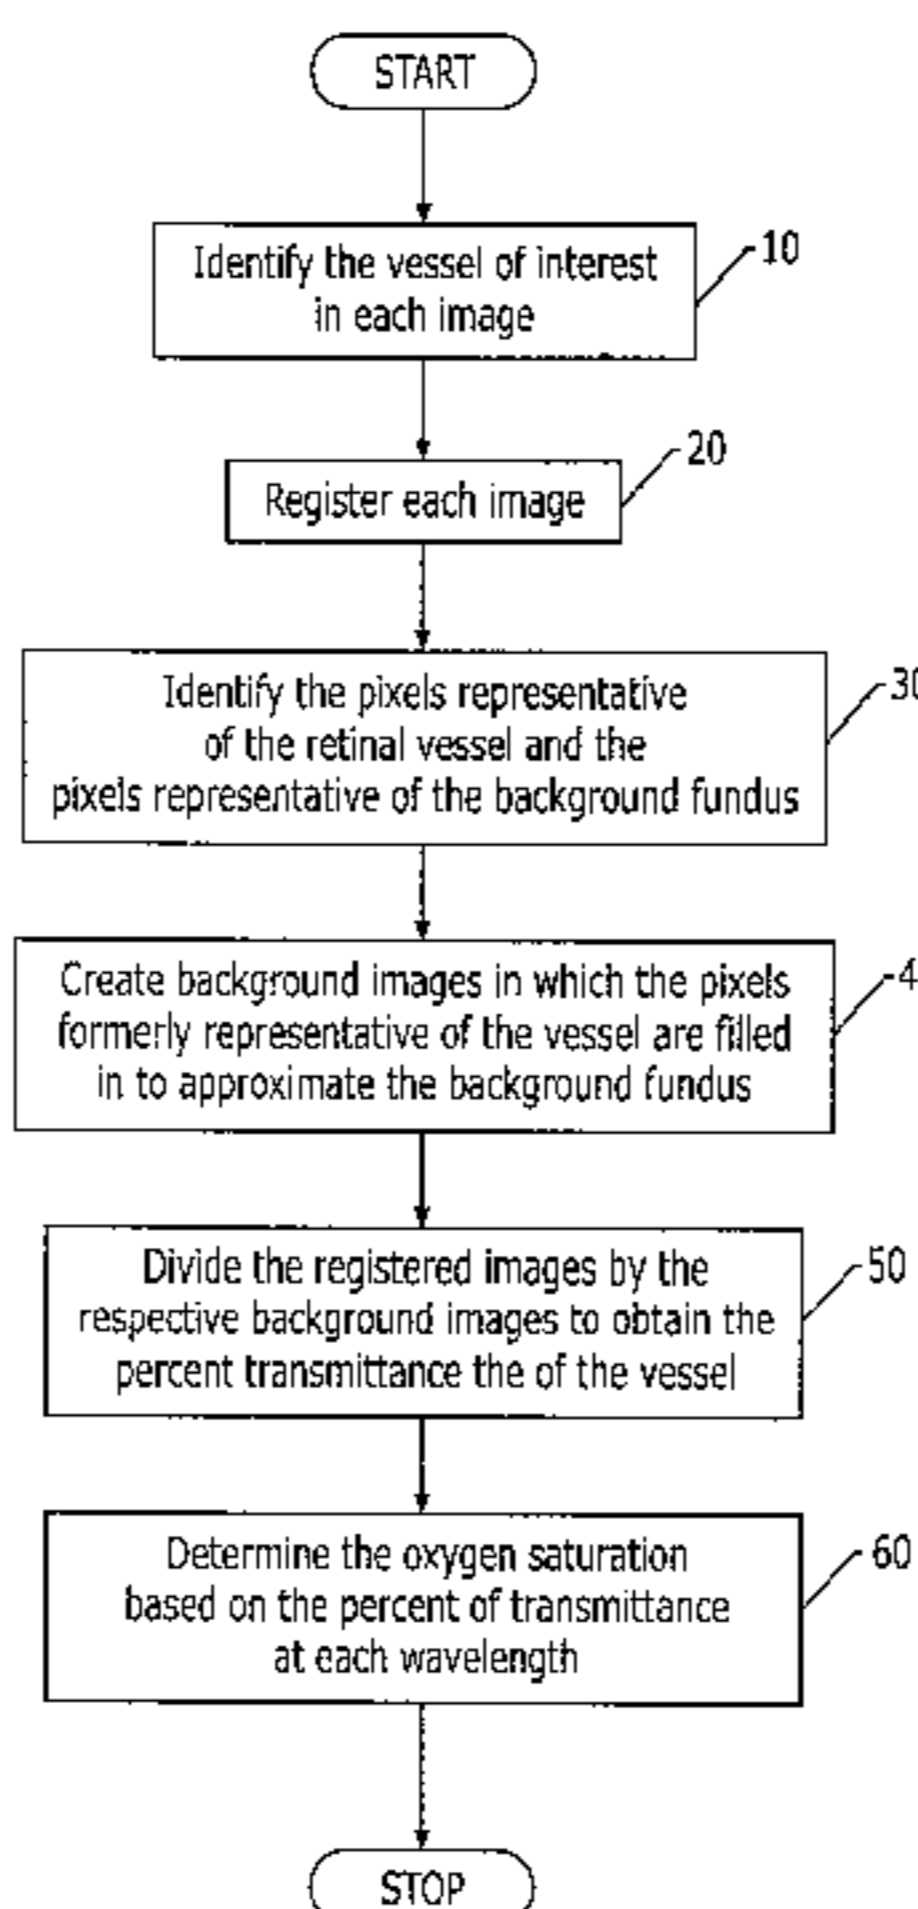 START
Identify the vessel of interest
in each image
10
Register each image
20
Identify the pixels representative
of the retinal vessel and the
pixels representative of the background fundus
30
Create background images in which the pixels
formerly representative of the vessel are filled
in to approximate the background fundus
4
Divide the registered images by the
respective background images to obtain the
percent transmittance the of the vessel
50
Determine the oxygen saturation
based on the percent of transmittance
at each wavelength
60
STOP